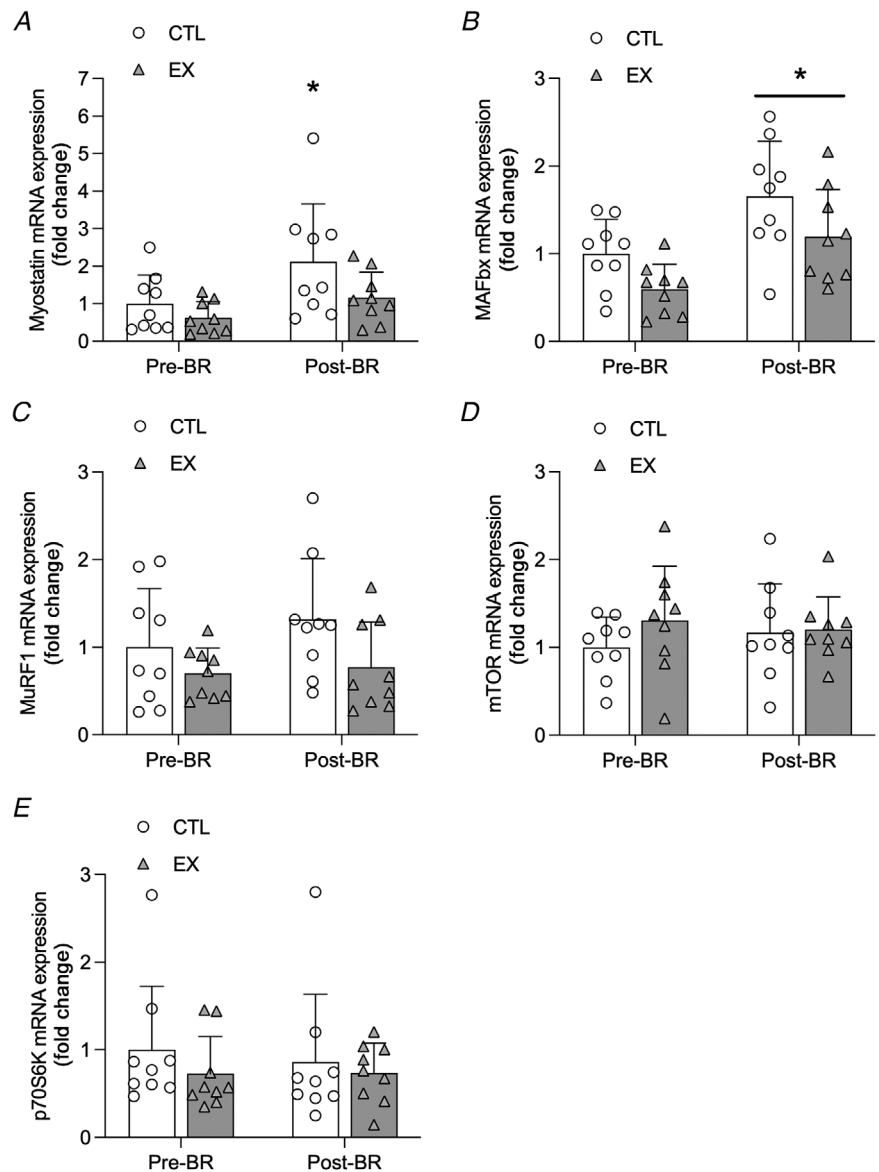 A
CTL
EX
Myostatin mRNA expression
(fold change)
7
6
5
4
3
2
1
0
*
Pre-BR
Post-BR
B
CTL
EX
MAFbx mRNA expression
(fold change)
3
2
1
0
*
Pre-BR
Post-BR
C
CTL
EX
MuRF1 mRNA expression
(fold change)
3
2
1
0
Pre-BR
Post-BR
D
CTL
EX
mTOR mRNA expression
(fold change)
3
2
1
0
Pre-BR
Post-BR
E
CTL
EX
p70S6K mRNA expression
(fold change)
3
2
1
0
Pre-BR
Post-BR